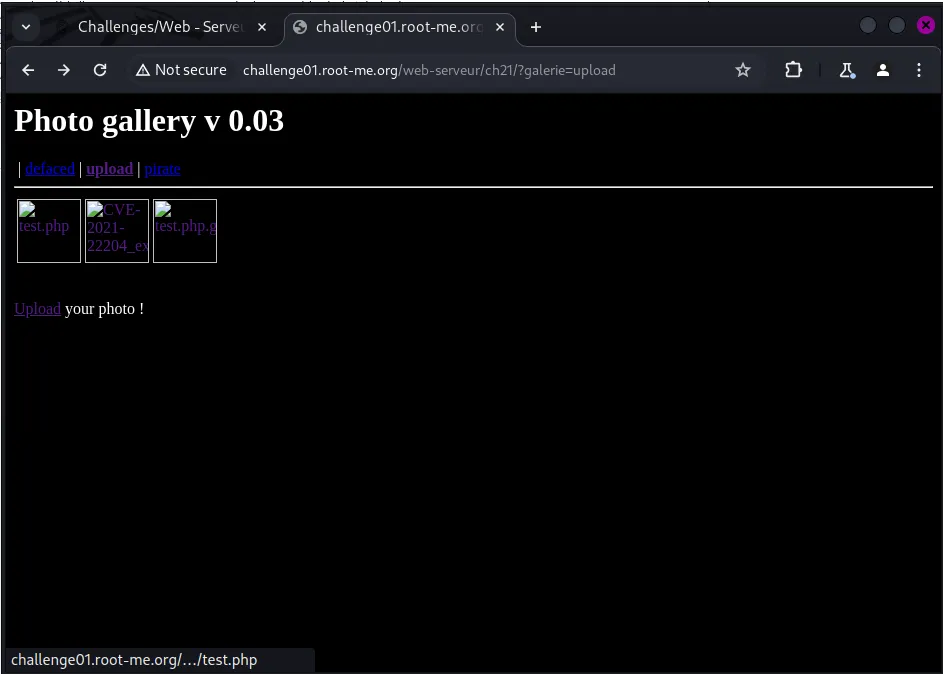 Challenges/Web - Serve
challenge01.root-me.or
Not secure challenge01.root-me.org/web-serveur/ch21/?galerie=upload
Photo gallery v 0.03
| defaced | upload | pirate
test.php
CVE-
2021-
22204_ex
test.php.g
Upload your photo !
challenge01.root-me.org/…/test.php